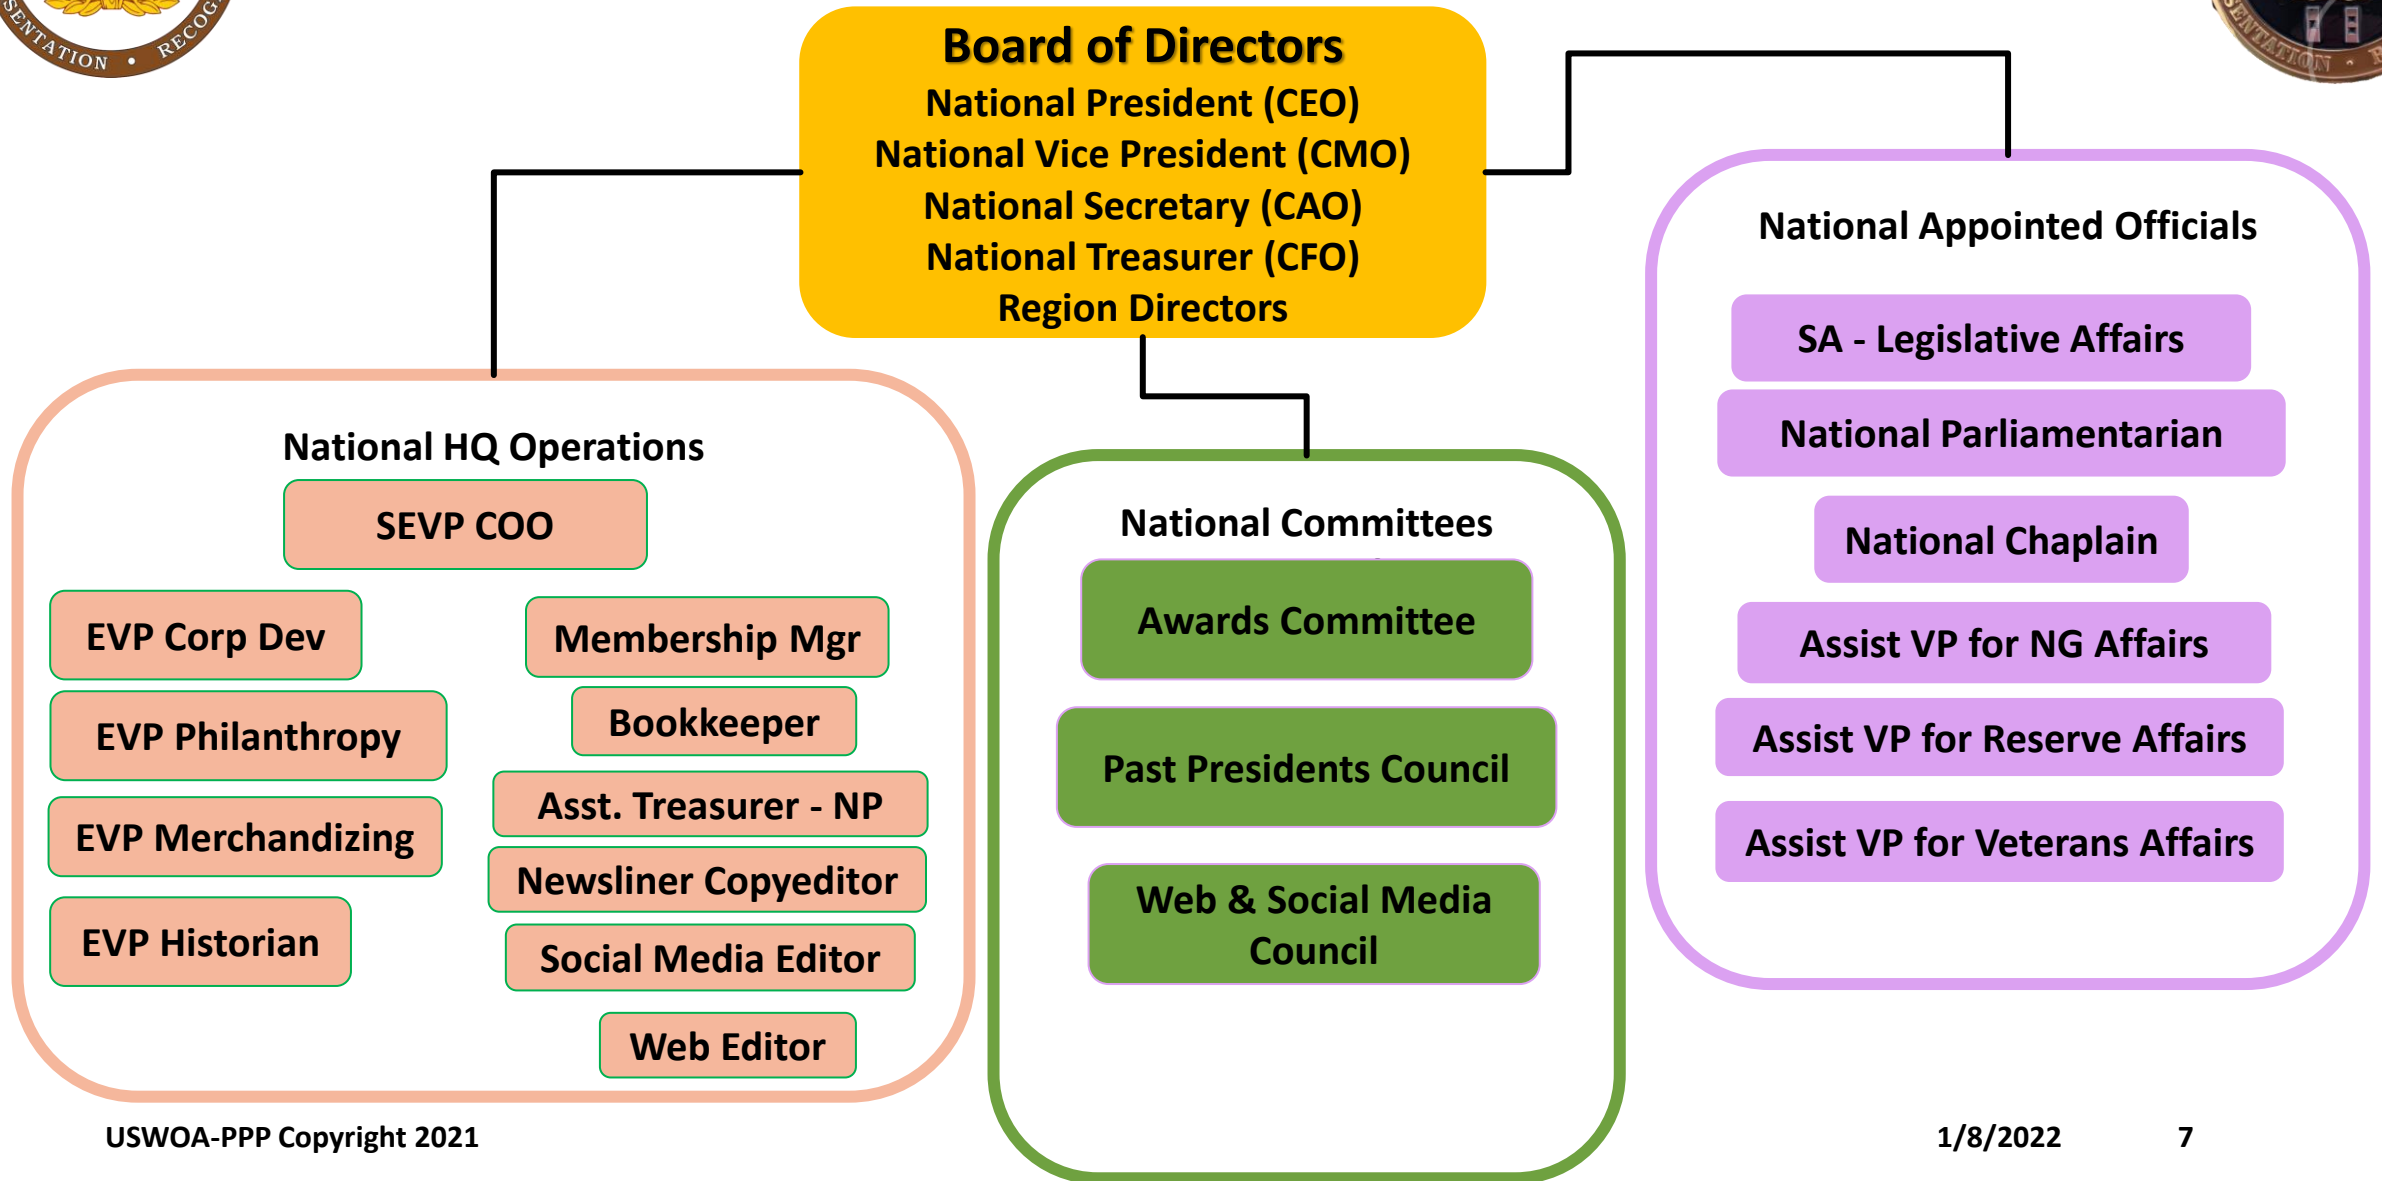 SENTATION • RECOG
SENTATION • R
Board of Directors
National President (CEO)
National Vice President (CMO)
National Secretary (CAO)
National Treasurer (CFO)
Region Directors
National HQ Operations
SEVP COO
EVP Corp Dev
EVP Philanthropy
EVP Merchandizing
EVP Historian
Membership Mgr
Bookkeeper
Asst. Treasurer - NP
Newsliner Copyeditor
Social Media Editor
Web Editor
National Committees
Awards Committee
Past Presidents Council
Web & Social Media
Council
National Appointed Officials
SA - Legislative Affairs
National Parliamentarian
National Chaplain
Assist VP for NG Affairs
Assist VP for Reserve Affairs
Assist VP for Veterans Affairs
USWOA-PPP Copyright 2021
1/8/2022 7